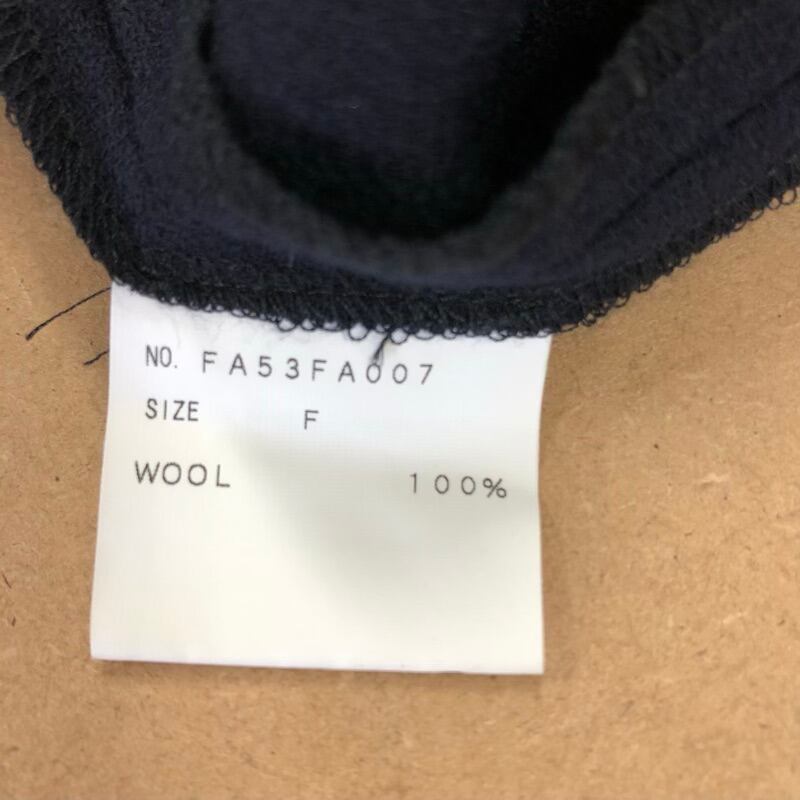 NO. FA53FA007
SIZE F
WOOL 100%